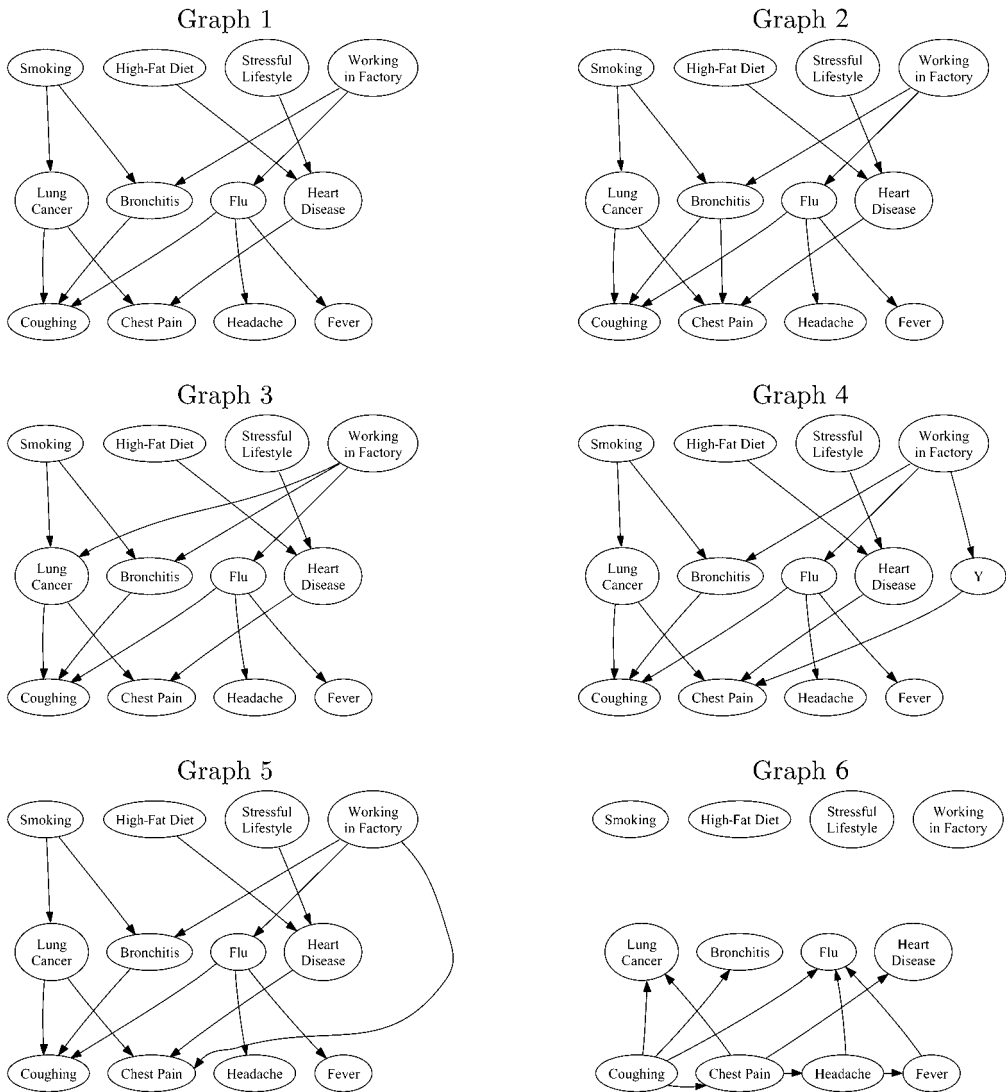 Graph 1
Smoking
High-Fat Diet
Stressful
Lifestyle
Working
in Factory
Lung
Cancer
Bronchitis
Flu
Heart
Disease
Coughing
Chest Pain
Headache
Fever
Graph 2
Smoking
High-Fat Diet
Stressful
Lifestyle
Working
in Factory
Lung
Cancer
Bronchitis
Flu
Heart
Disease
Coughing
Chest Pain
Headache
Fever
Graph 3
Smoking
High-Fat Diet
Stressful
Lifestyle
Working
in Factory
Lung
Cancer
Bronchitis
Flu
Heart
Disease
Coughing
Chest Pain
Headache
Fever
Graph 4
Smoking
High-Fat Diet
Stressful
Lifestyle
Working
in Factory
Lung
Cancer
Bronchitis
Flu
Heart
Disease
Y
Coughing
Chest Pain
Headache
Fever
Graph 5
Smoking
High-Fat Diet
Stressful
Lifestyle
Working
in Factory
Lung
Cancer
Bronchitis
Flu
Heart
Disease
Coughing
Chest Pain
Headache
Fever
Graph 6
Smoking
High-Fat Diet
Stressful
Lifestyle
Working
in Factory
Lung
Cancer
Bronchitis
Flu
Heart
Disease
Coughing
Chest Pain
Headache
Fever